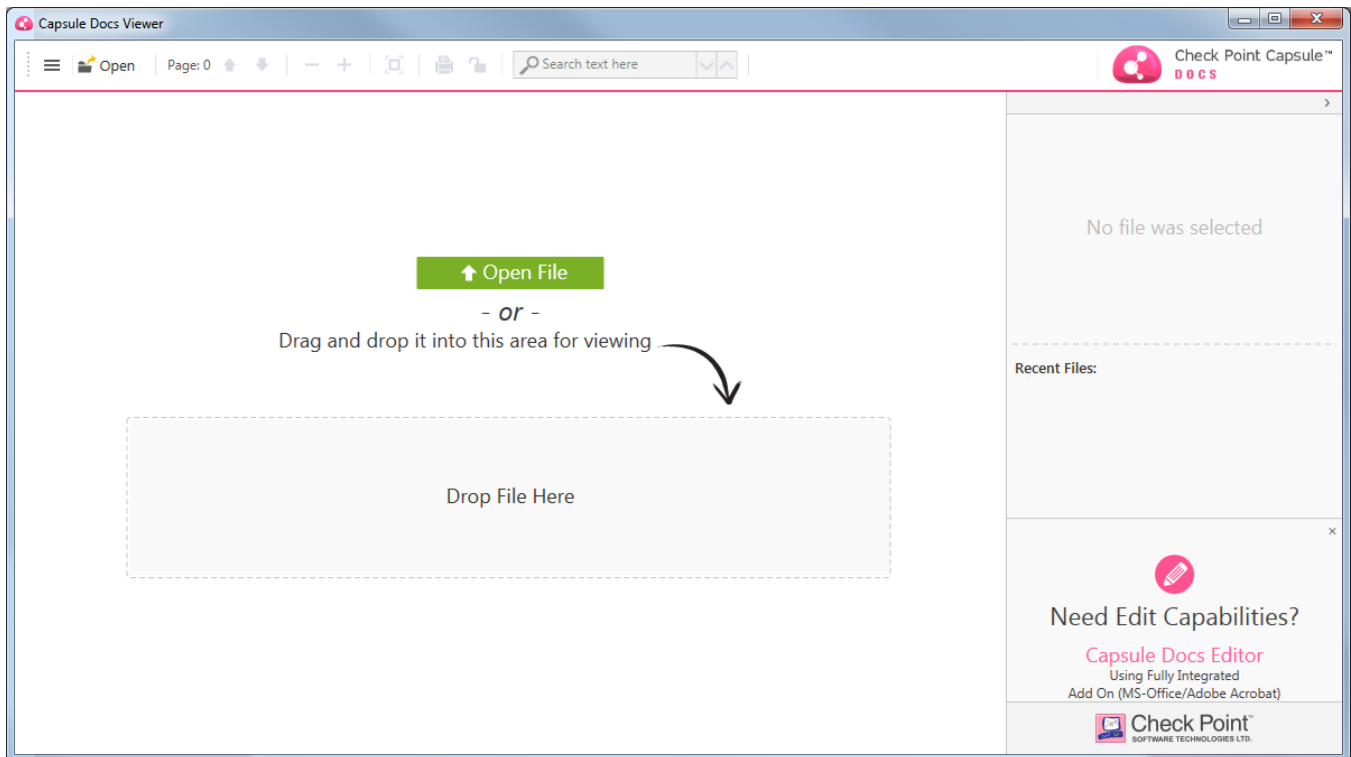 Capsule Docs Viewer
Open
Page: 0
Search text here
Check Point Capsule™
DOCS
No file was selected
Open File
- or -
Drag and drop it into this area for viewing
Recent Files:
Drop File Here
Need Edit Capabilities?
Capsule Docs Editor
Using Fully Integrated
Add On (MS-Office/Adobe Acrobat)
Check Point™
SOFTWARE TECHNOLOGIES LTD.